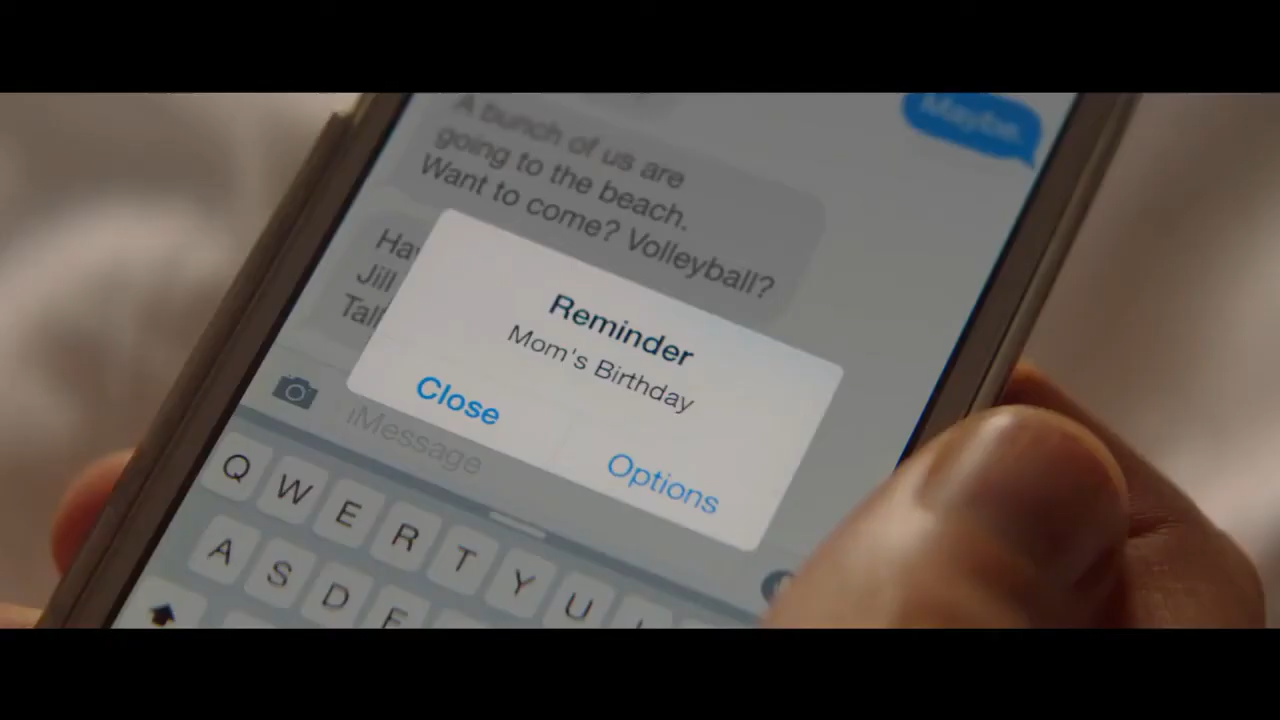 Maybe.
A bunch of us are
going to the beach.
Want to come? Volleyball?
Jill
Reminder
Mom's Birthday
Close
Options
iMessage
Q W E R T Y U
A S D F